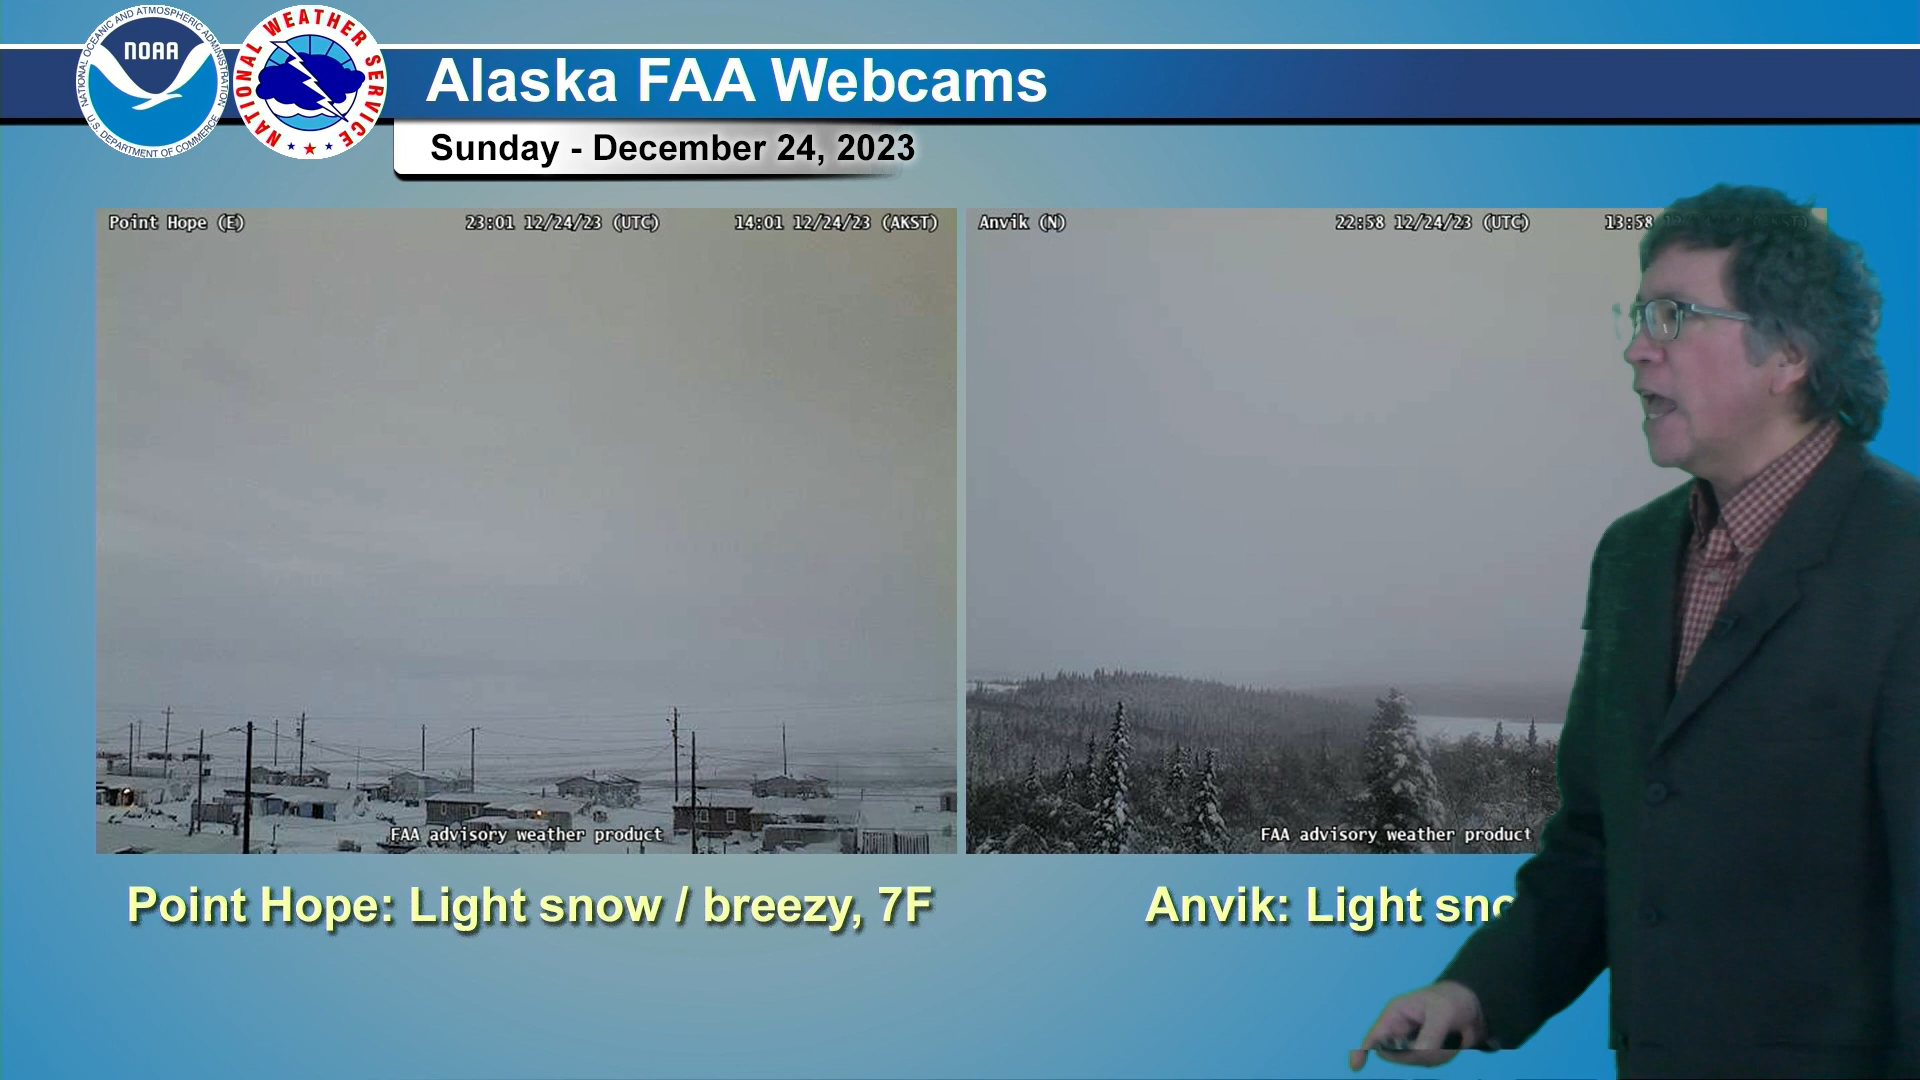 NATIONAL OCEANIC AND ATMOSPHERIC ADMINISTRATION
NOAA
U.S. DEPARTMENT OF COMMERCE
NATIONAL WEATHER SERVICE
Alaska FAA Webcams
Sunday - December 24, 2023
Point Hope (E) 23:01 12/24/23 (UTC) 14:01 12/24/23 (AKST)
Anvik (N) 22:58 12/24/23 (UTC) 13:58
FAA advisory weather product
FAA advisory weather product
Point Hope: Light snow / breezy, 7F
Anvik: Light